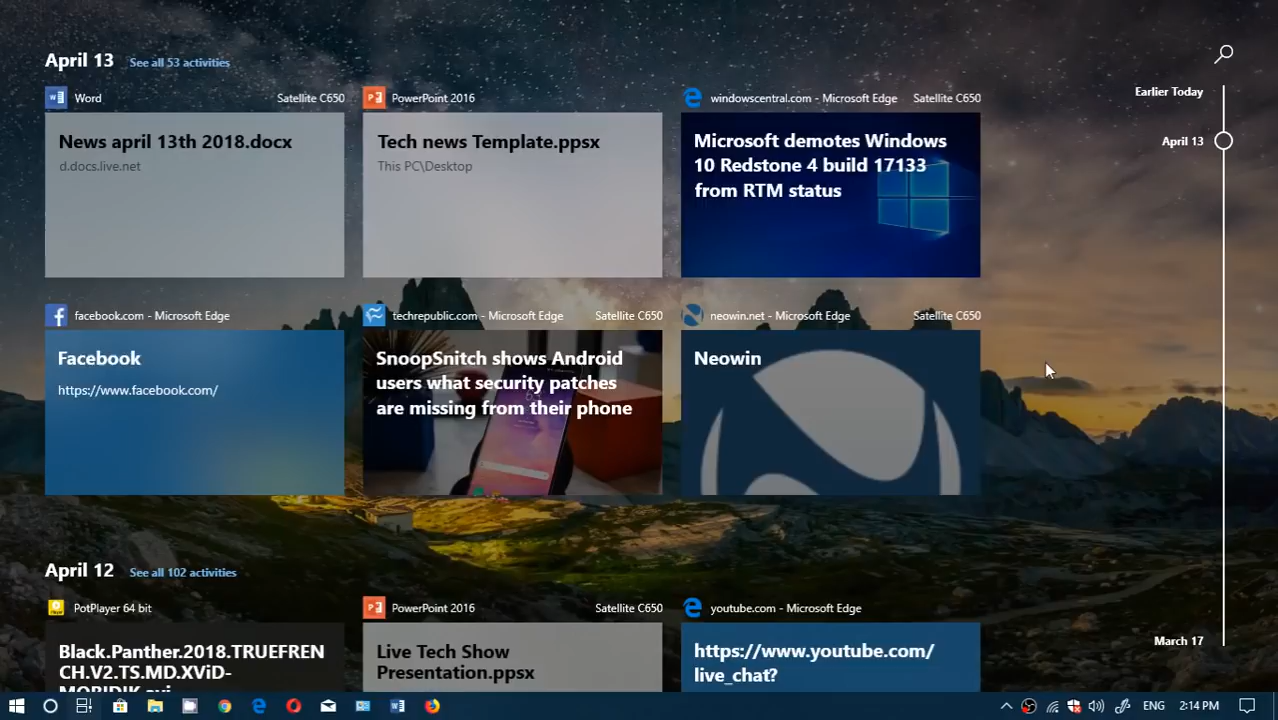 April 13 See all 53 activities
Earlier Today
April 13
March 17
Word Satellite C650
News april 13th 2018.docx
d.docs.live.net
PowerPoint 2016
Tech news Template.ppsx
This PC\Desktop
windowscentral.com - Microsoft Edge Satellite C650
Microsoft demotes Windows
10 Redstone 4 build 17133
from RTM status
facebook.com - Microsoft Edge
Facebook
https://www.facebook.com/
techrepublic.com - Microsoft Edge Satellite C650
SnoopSnitch shows Android
users what security patches
are missing from their phone
neowin.net - Microsoft Edge Satellite C650
Neowin
April 12 See all 102 activities
PotPlayer 64 bit
Black.Panther.2018.TRUEFREN
CH.V2.TS.MD.XViD-
MOBIDIK.avi
PowerPoint 2016 Satellite C650
Live Tech Show
Presentation.ppsx
youtube.com - Microsoft Edge
https://www.youtube.com/
live_chat?
ENG 2:14 PM